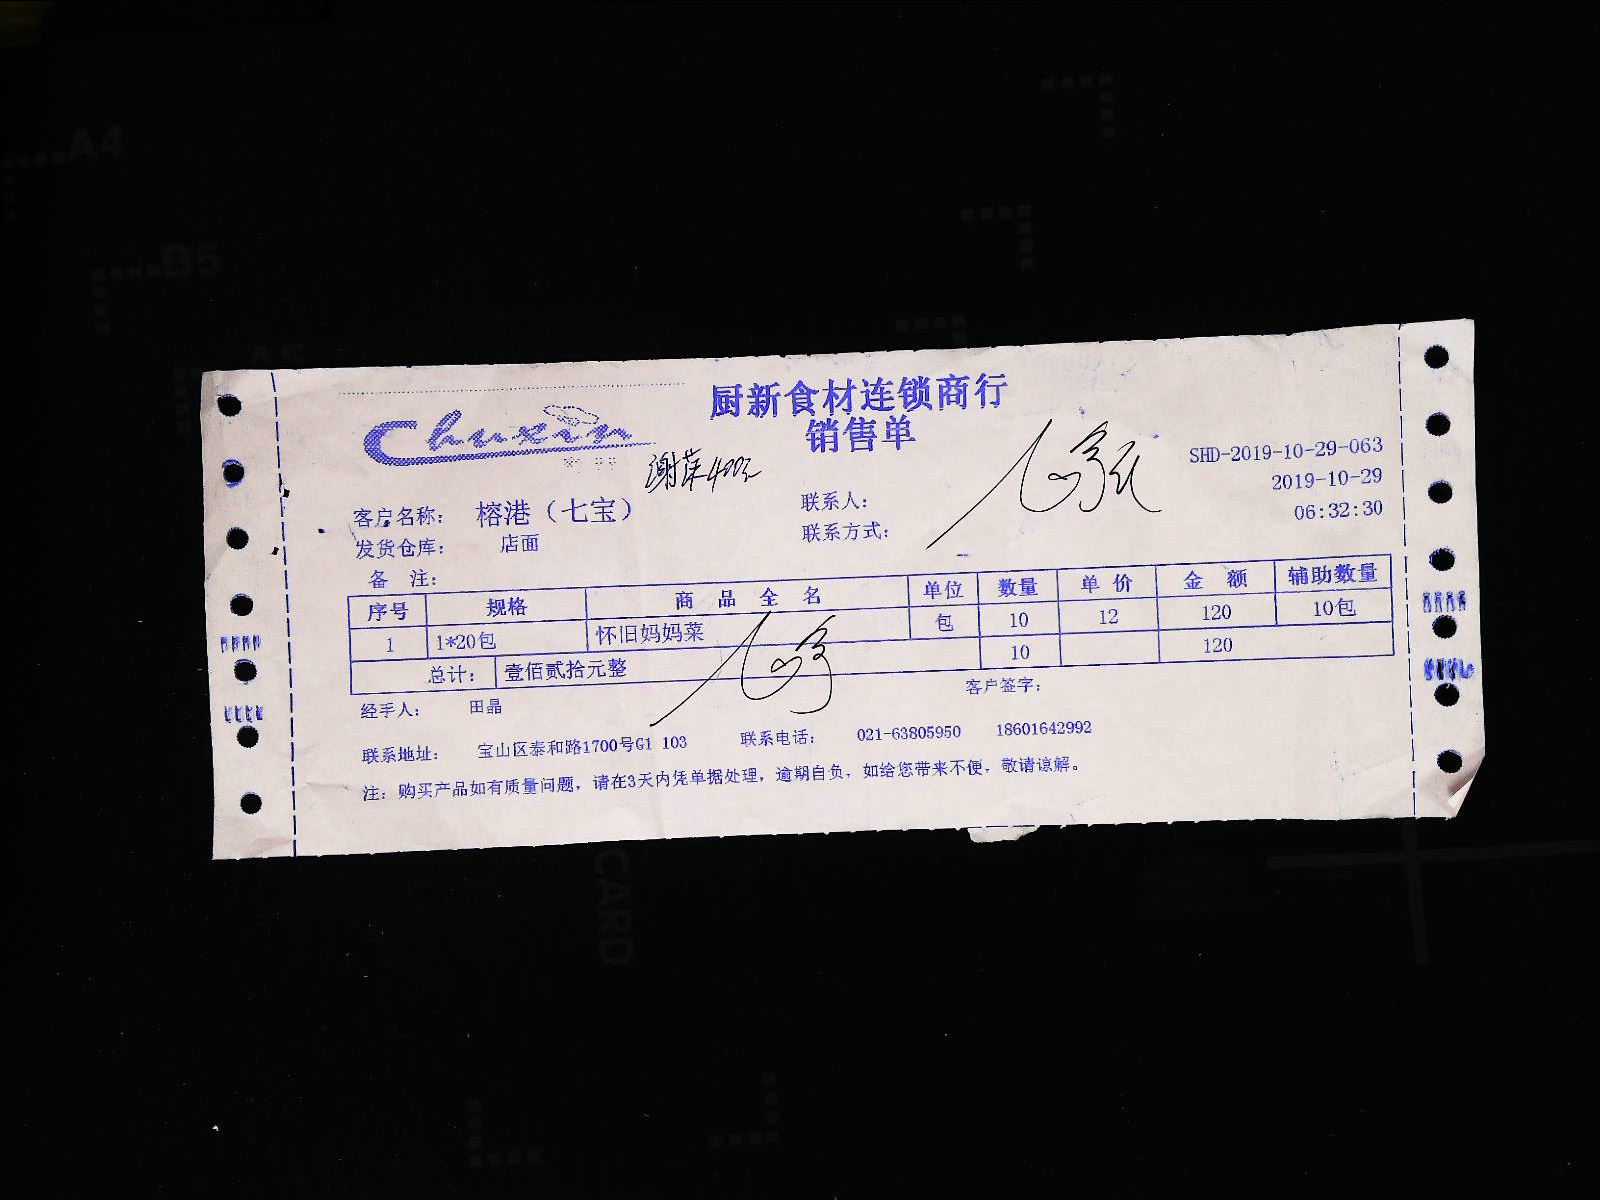 A4
B5
A5
厨新食材连锁商行
Chuxin
销售单
SHD-2019-10-29-063
2019-10-29
06:32:30
客户名称： 榕港（七宝）
联系人：
发货仓库： 店面
联系方式：
备 注：
序号 规格 商 品 全 名 单位 数量 单 价 金 额 辅助数量
1 1*20包 怀旧妈妈菜 包 10 12 120 10包
总计： 壹佰贰拾元整 10 120
经手人： 田晶 客户签字：
联系地址： 宝山区泰和路1700号G1 103 联系电话： 021-63805950 18601642992
注：购买产品如有质量问题，请在3天内凭单据处理，逾期自负，如给您带来不便，敬请谅解。
CARD